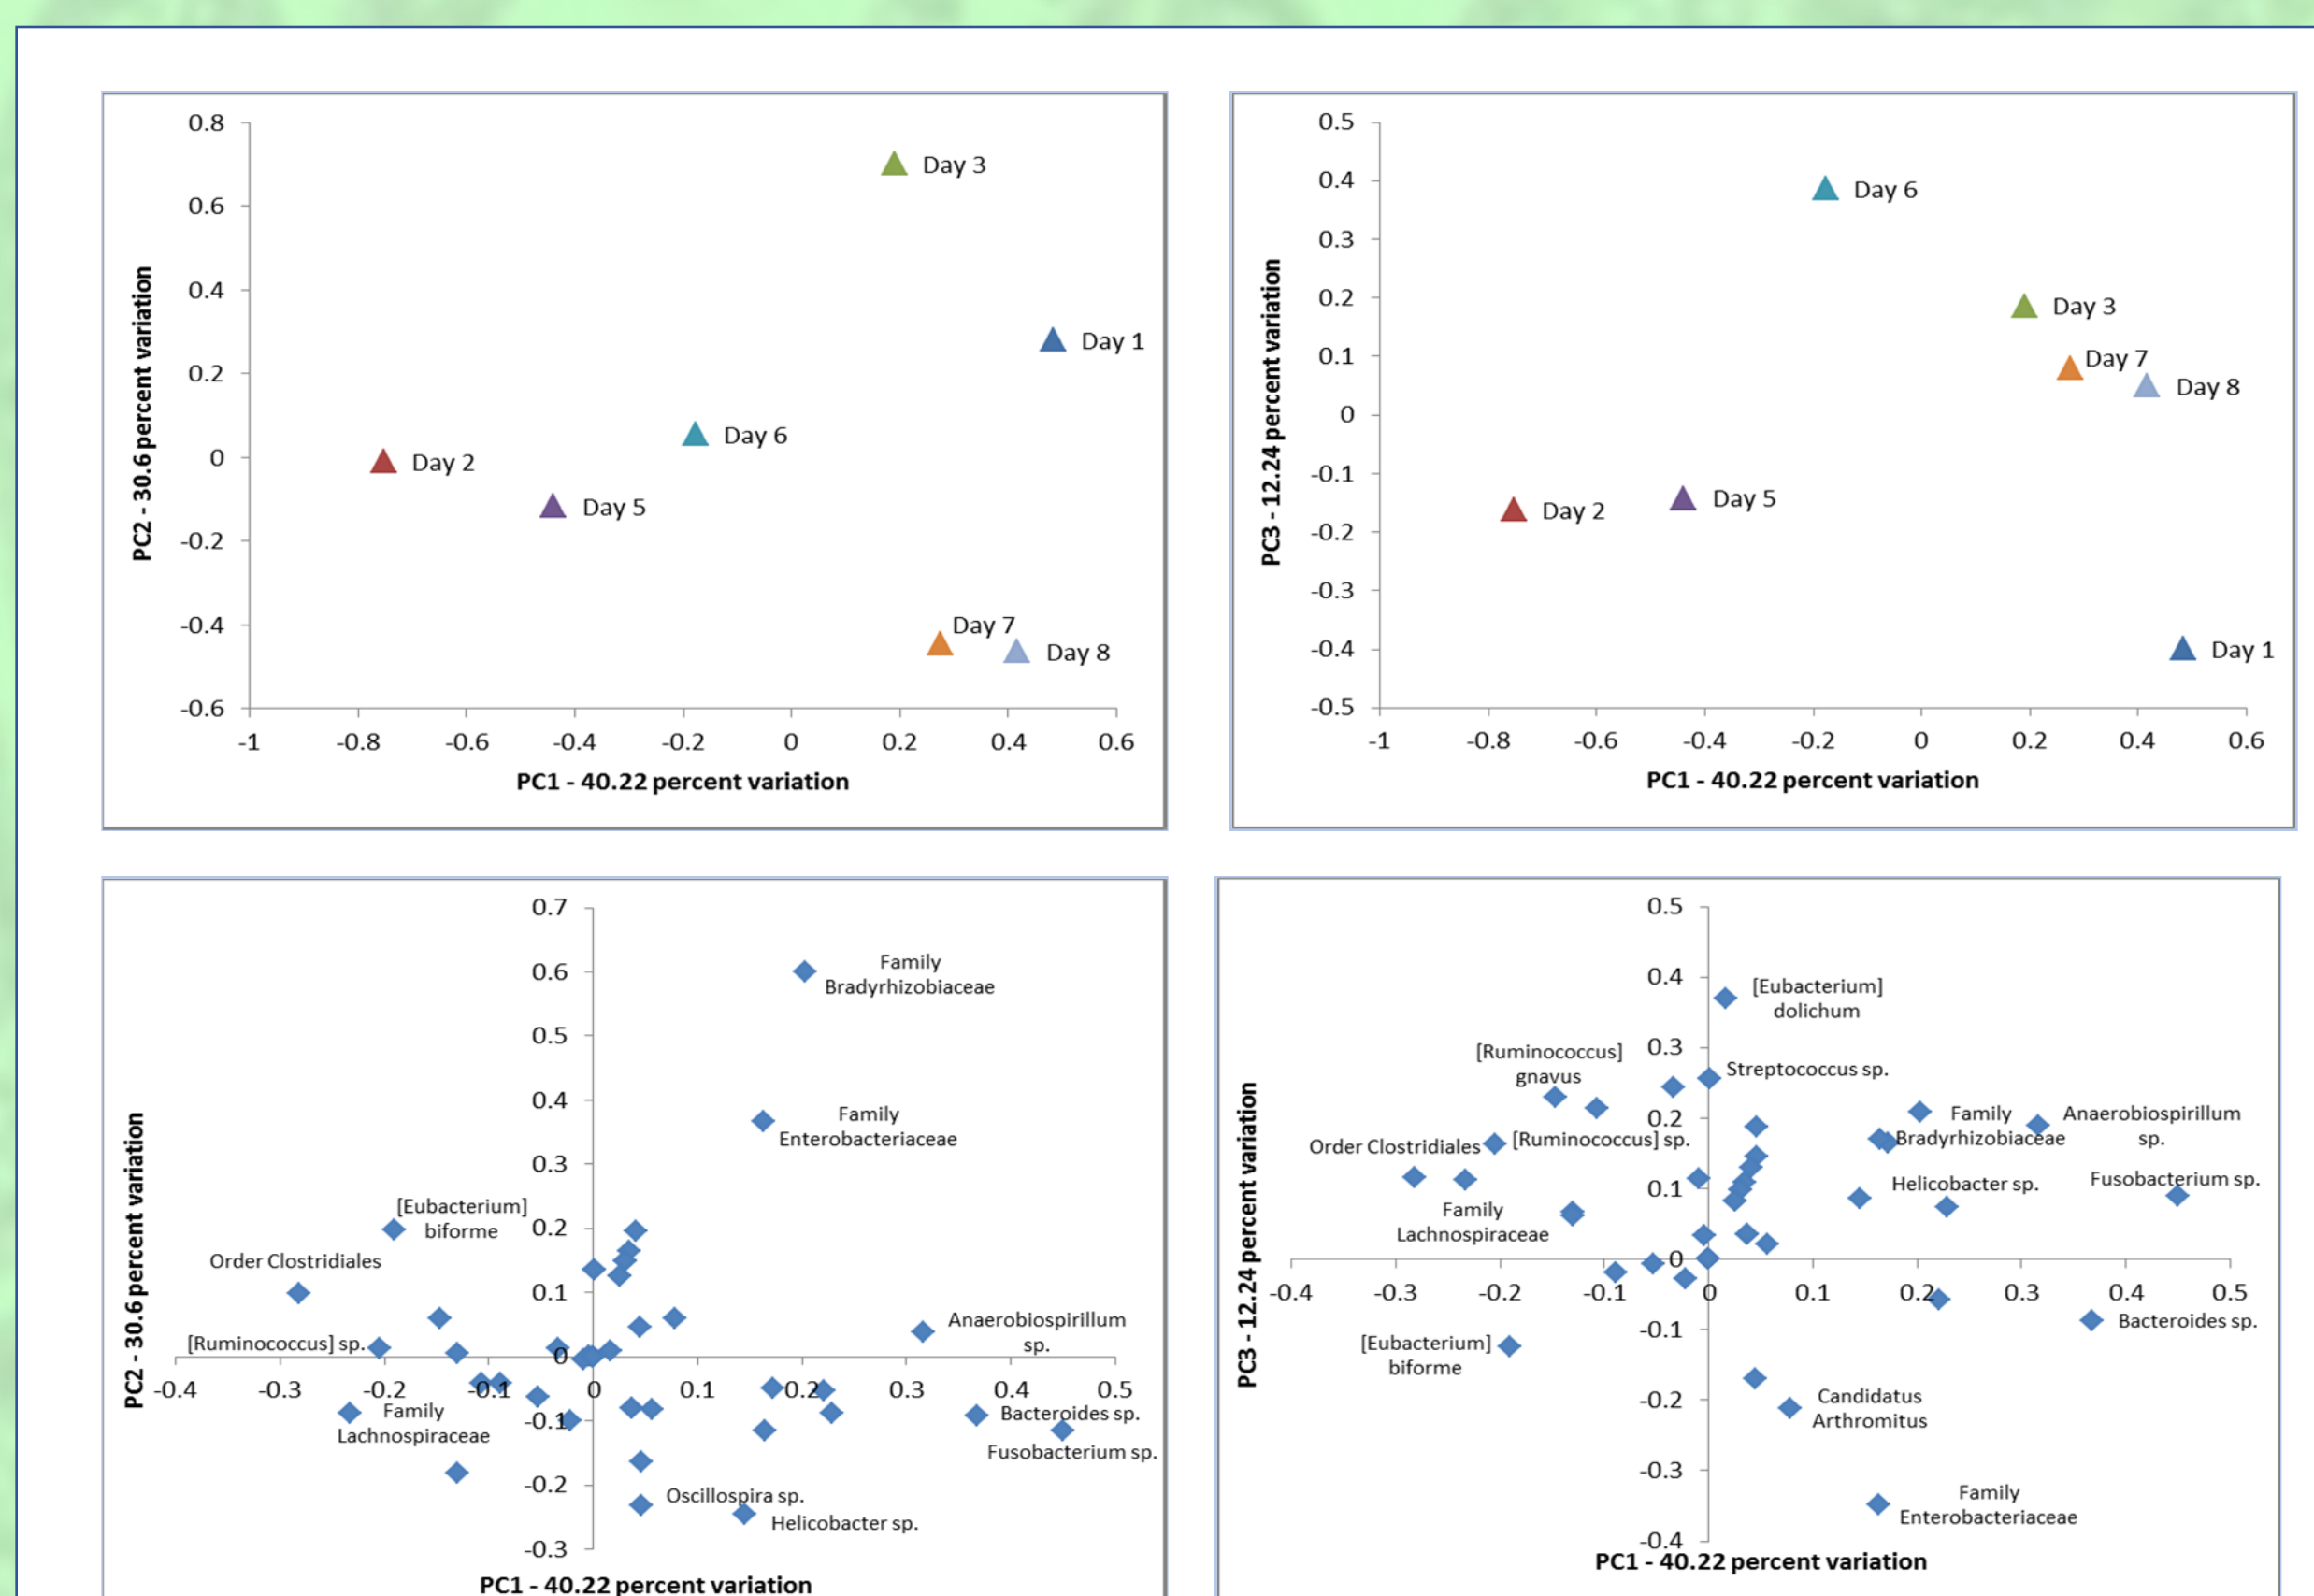 0.8
0.6
0.4
0.2
0
-0.2
-0.4
-0.6
-1 -0.8 -0.6 -0.4 -0.2 0 0.2 0.4 0.6
PC2 - 30.6 percent variation
PC1 - 40.22 percent variation
Day 3
Day 1
Day 6
Day 2
Day 5
Day 7
Day 8
0.5
0.4
0.3
0.2
0.1
0
-0.1
-0.2
-0.3
-0.4
-0.5
-1 -0.8 -0.6 -0.4 -0.2 0 0.2 0.4 0.6
PC3 - 12.24 percent variation
PC1 - 40.22 percent variation
Day 6
Day 3
Day 7
Day 8
Day 5
Day 2
Day 1
0.7
0.6
0.5
0.4
0.3
0.2
0.1
0
-0.1
-0.2
-0.3
-0.4 -0.3 -0.2 -0.1 0 0.1 0.2 0.3 0.4 0.5
PC2 - 30.6 percent variation
PC1 - 40.22 percent variation
Family
Bradyrhizobiaceae
Family
Enterobacteriaceae
[Eubacterium]
biforme
Order Clostridiales
[Ruminococcus] sp.
Anaerobiospirillum
sp.
Family
Lachnospiraceae
Bacteroides sp.
Fusobacterium sp.
Oscillospira sp.
Helicobacter sp.
0.5
0.4
0.3
0.2
0.1
0
-0.1
-0.2
-0.3
-0.4
-0.4 -0.3 -0.2 -0.1 0 0.1 0.2 0.3 0.4 0.5
PC3 - 12.24 percent variation
PC1 - 40.22 percent variation
[Eubacterium]
dolichum
[Ruminococcus]
gnavus
Streptococcus sp.
Family
Bradyrhizobiaceae
Anaerobiospirillum
sp.
[Ruminococcus] sp.
Order Clostridiales
Helicobacter sp.
Fusobacterium sp.
Family
Lachnospiraceae
Bacteroides sp.
[Eubacterium]
biforme
Candidatus
Arthromitus
Family
Enterobacteriaceae